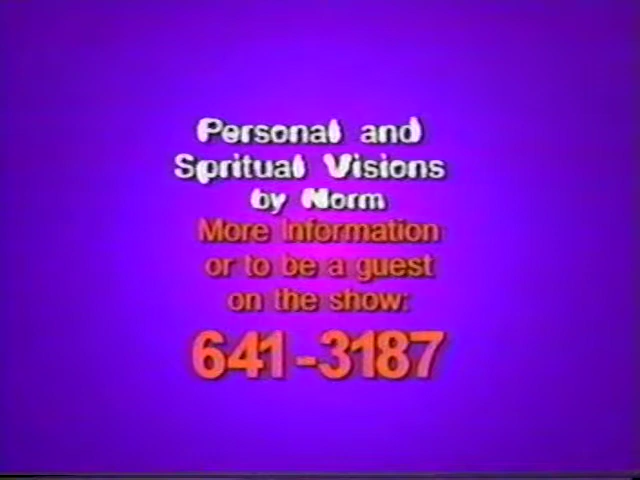 Personal and
Spritual Visions
by Norm
More Information
or to be a guest
on the show:
641-3187